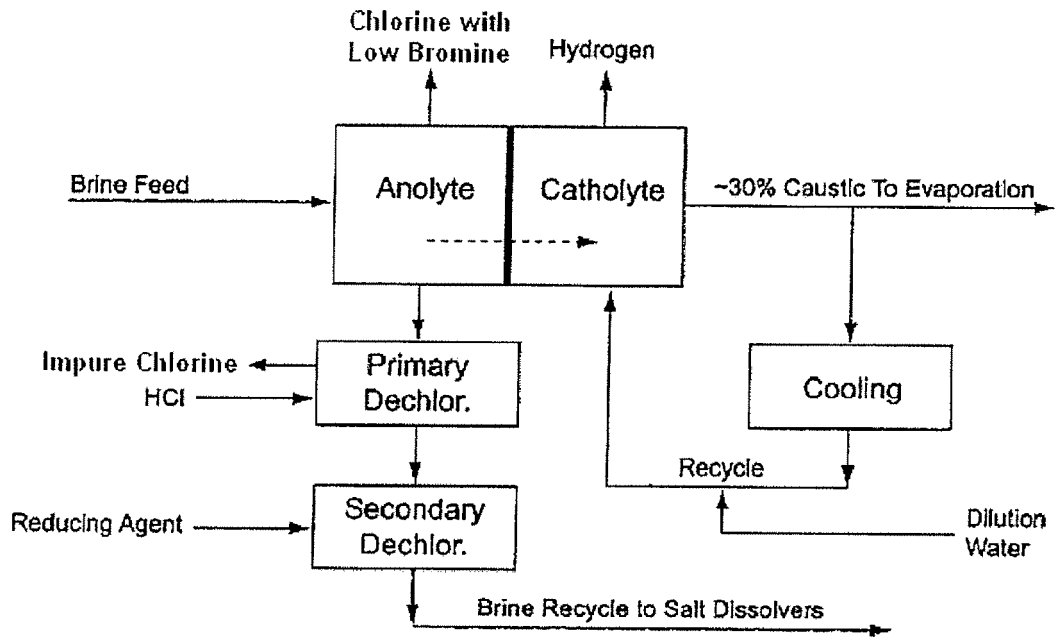 Chlorine with
Low Bromine
Hydrogen
Brine Feed
Anolyte
Catholyte
~30% Caustic To Evaporation
Impure Chlorine
HCl
Primary
Dechlor.
Cooling
Recycle
Reducing Agent
Secondary
Dechlor.
Dilution
Water
Brine Recycle to Salt Dissolvers